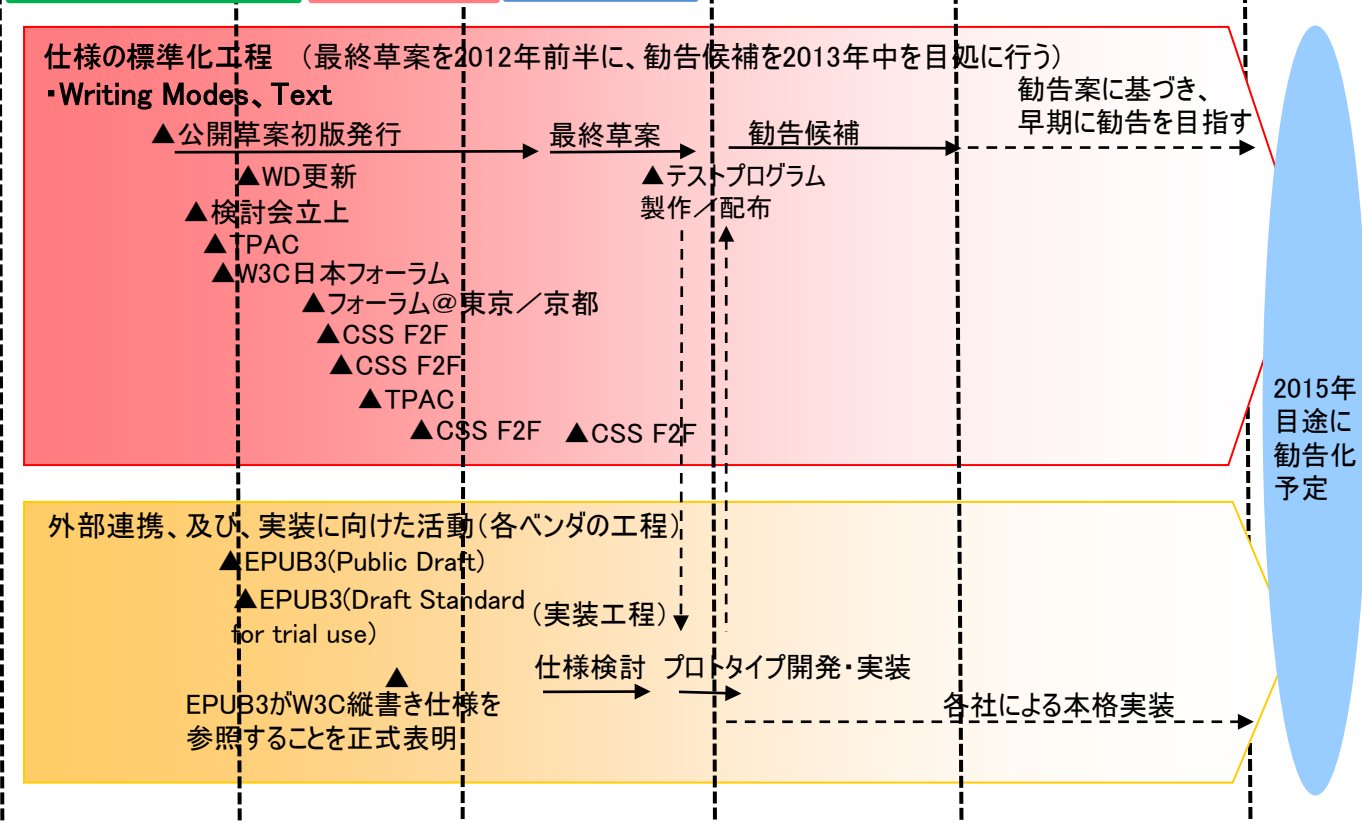 仕様の標準化工程　（最終草案を2012年前半に、勧告候補を2013年中を目処に行う）
・Writing Modes、Text
勧告案に基づき、
早期に勧告を目指す
▲公開草案初版発行
最終草案
勧告候補
▲WD更新
▲テストプログラム
製作／配布
▲検討会立上
▲TPAC
▲W3C日本フォーラム
▲フォーラム＠東京／京都
▲CSS F2F
▲CSS F2F
▲TPAC
▲CSS F2F
▲CSS F2F
2015年
目途に
勧告化
予定
外部連携、及び、実装に向けた活動（各ベンダの工程）
▲EPUB3(Public Draft)
▲EPUB3(Draft Standard
for trial use)
（実装工程）
仕様検討
プロトタイプ開発・実装
▲
EPUB3がW3C縦書き仕様を
参照することを正式表明
各社による本格実装